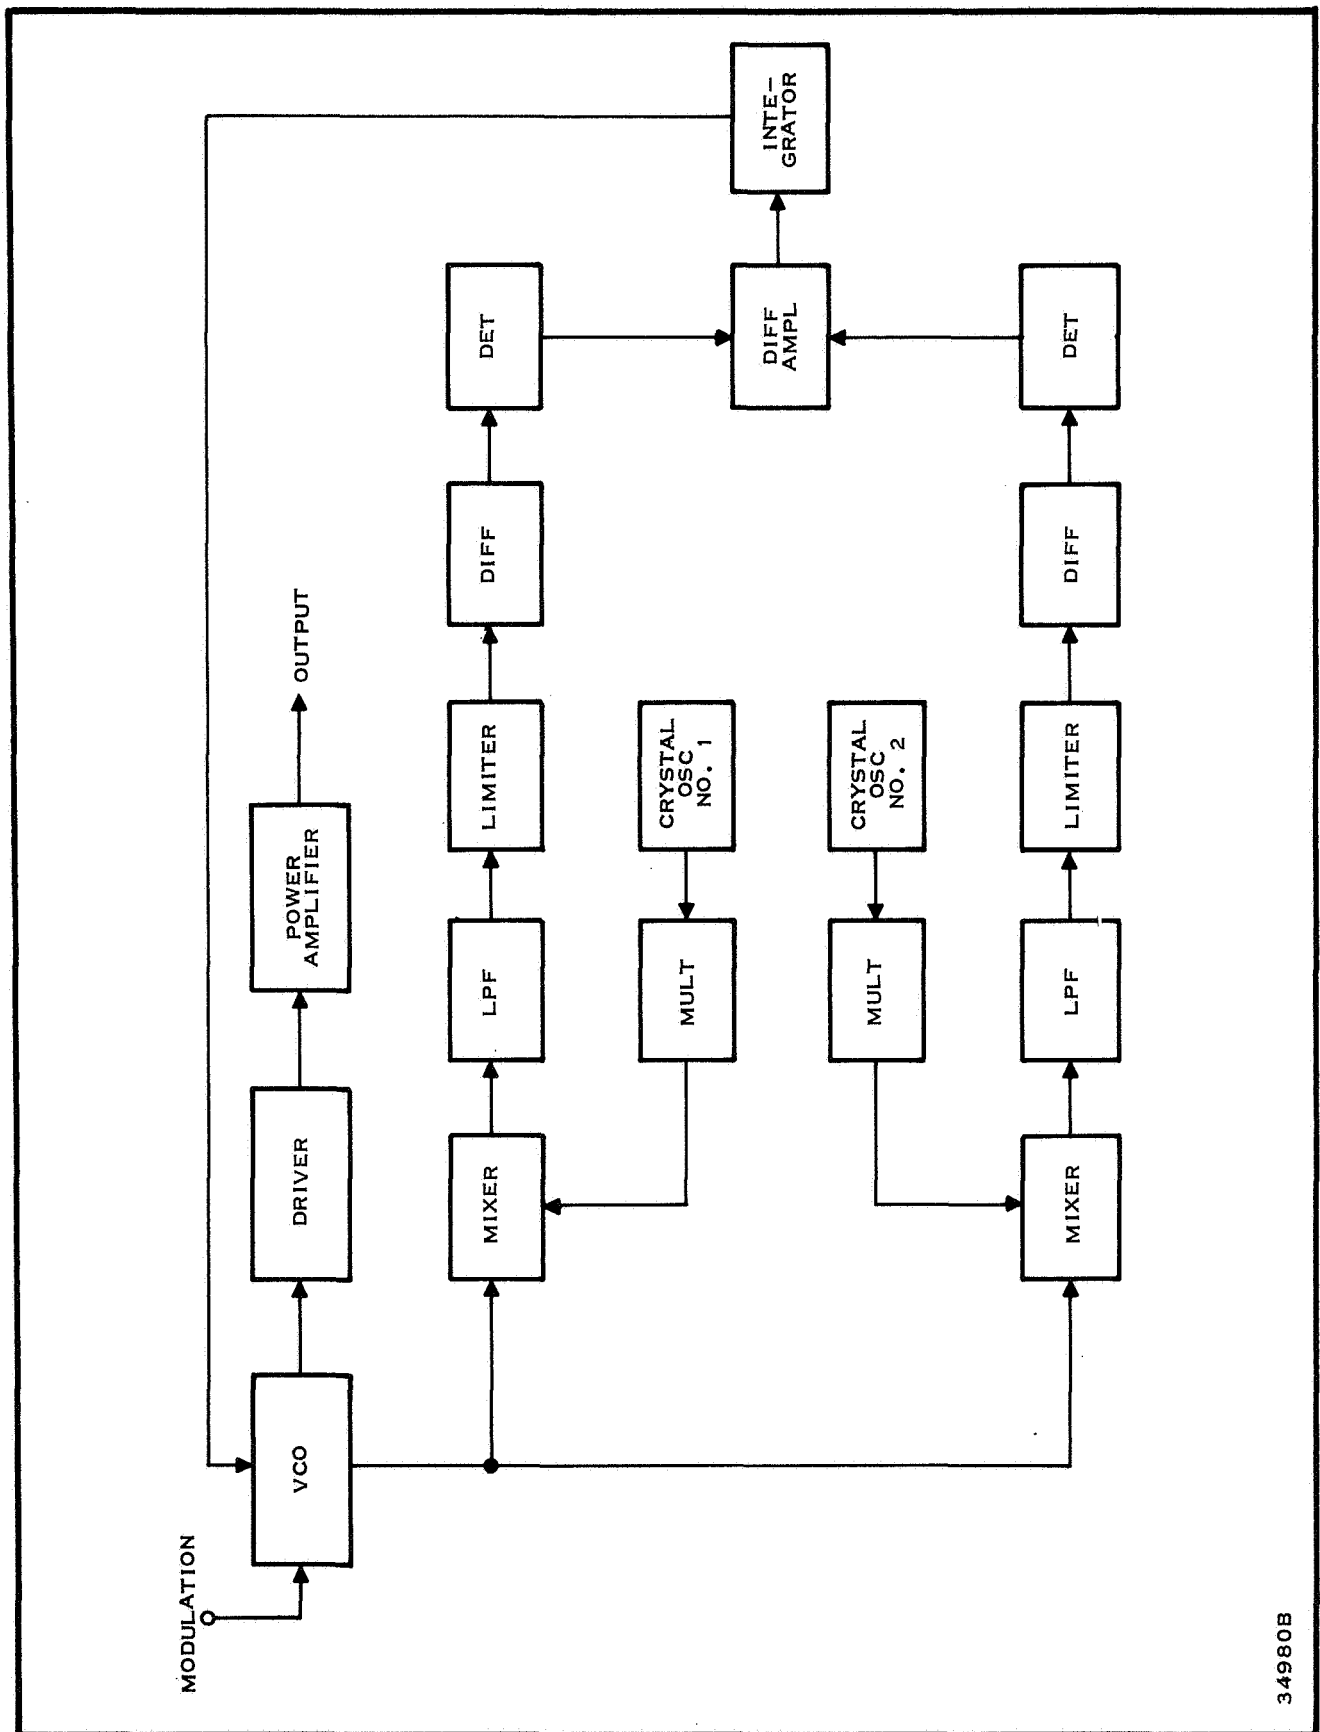 MODULATION
VCO
DRIVER
POWER
AMPLIFIER
OUTPUT
MIXER
LPF
LIMITER
DIFF
DET
MULT
CRYSTAL
OSC
NO. 1
MULT
CRYSTAL
OSC
NO. 2
DIFF
AMPL
INTE-
GRATOR
MIXER
LPF
LIMITER
DIFF
DET
34980B